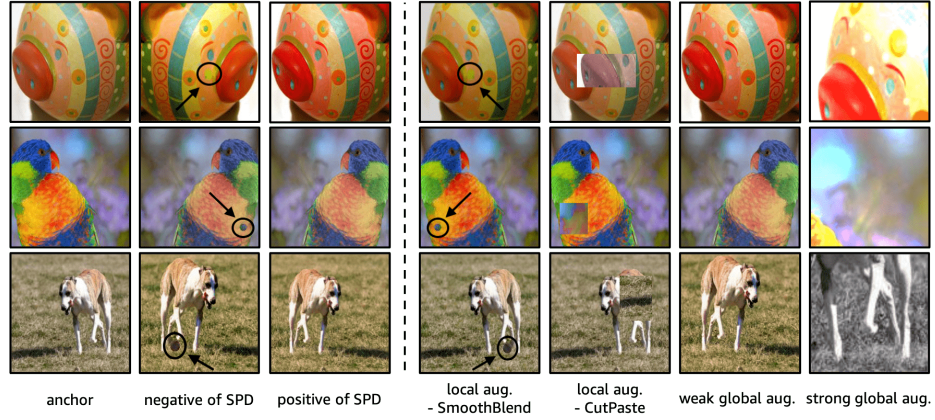 anchor
negative of SPD
positive of SPD
local aug.
- SmoothBlend
local aug.
- CutPaste
weak global aug.
strong global aug.